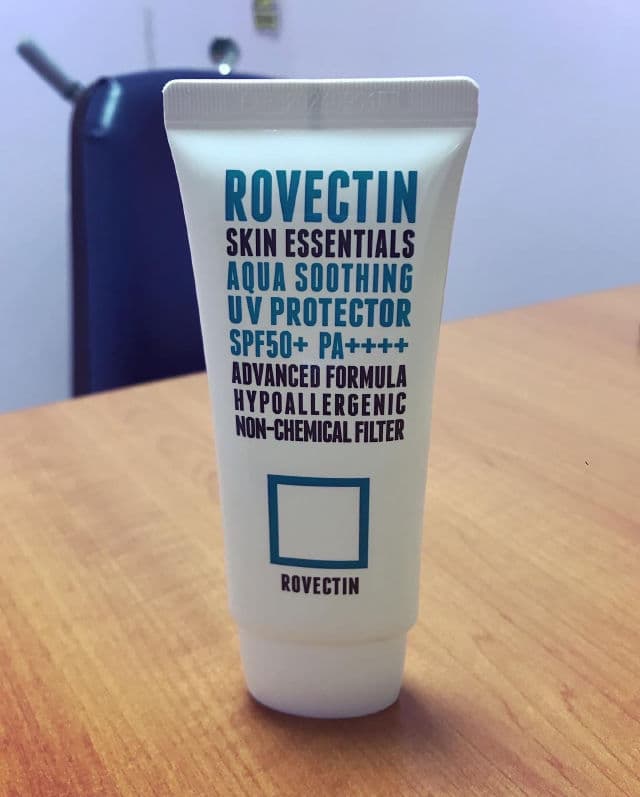 ROVECTIN
SKIN ESSENTIALS
AQUA SOOTHING
UV PROTECTOR
SPF50+ PA++++
ADVANCED FORMULA
HYPOALLERGENIC
NON-CHEMICAL FILTER
ROVECTIN